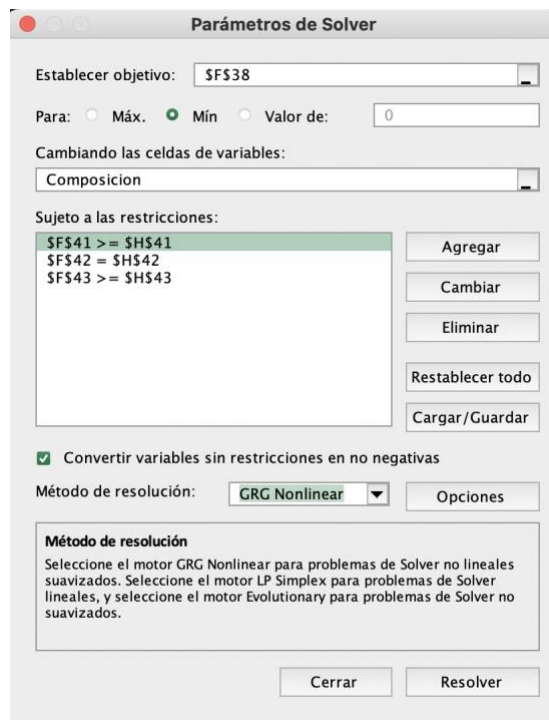 Parámetros de Solver
Establecer objetivo: $F$38
Para: Máx. Mín Valor de: 0
Cambiando las celdas de variables:
Composicion
Sujeto a las restricciones:
$F$41 >= $H$41
$F$42 = $H$42
$F$43 >= $H$43
Agregar
Cambiar
Eliminar
Restablecer todo
Cargar/Guardar
Convertir variables sin restricciones en no negativas
Método de resolución: GRG Nonlinear Opciones
Método de resolución
Seleccione el motor GRG Nonlinear para problemas de Solver no lineales
suavizados. Seleccione el motor LP Simplex para problemas de Solver
lineales, y seleccione el motor Evolutionary para problemas de Solver no
suavizados.
Cerrar Resolver